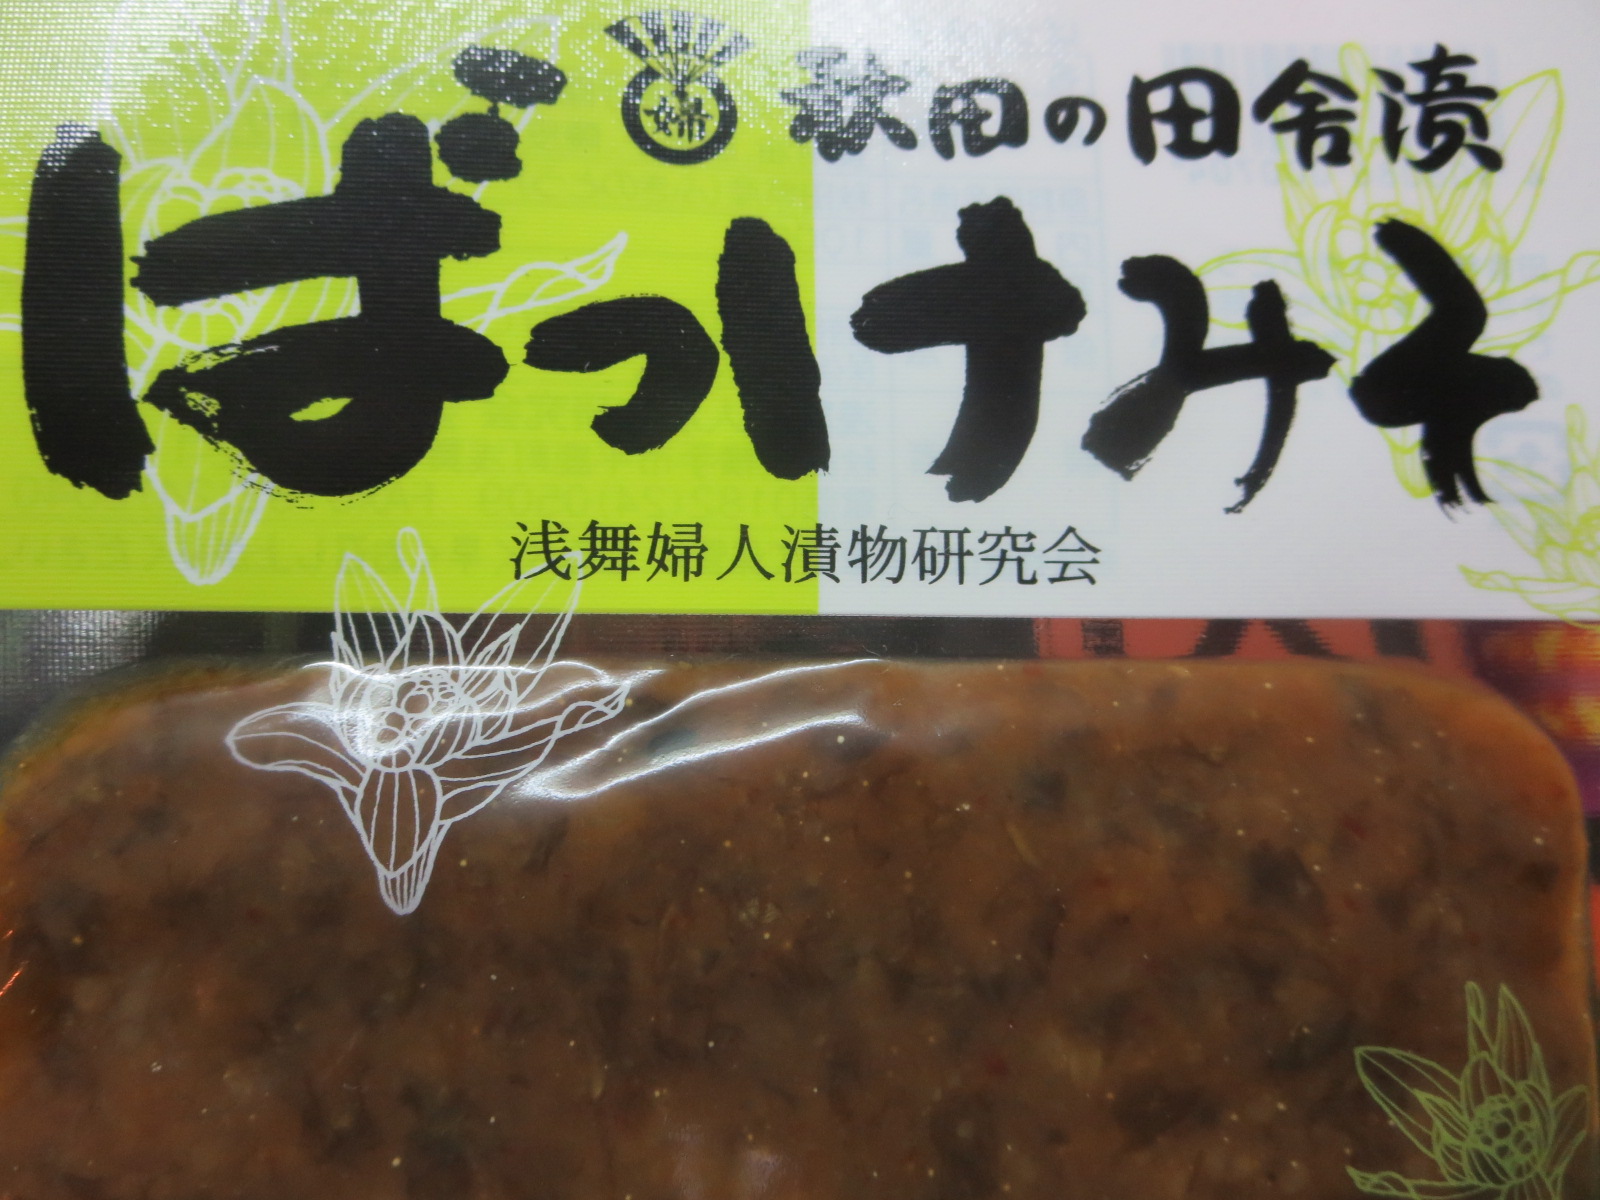 秋田の田舎漬
ばっけみそ
浅舞婦人漬物研究会